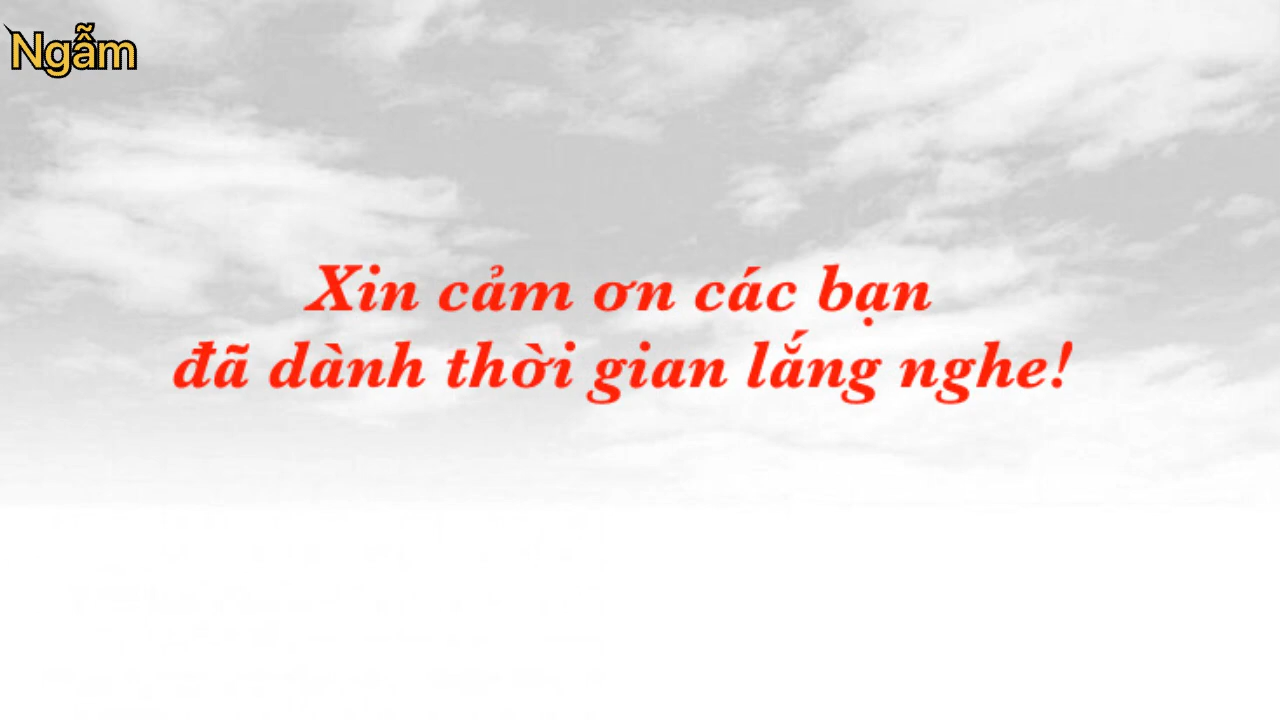 Ngẫm
Xin cảm ơn các bạn
đã dành thời gian lắng nghe!